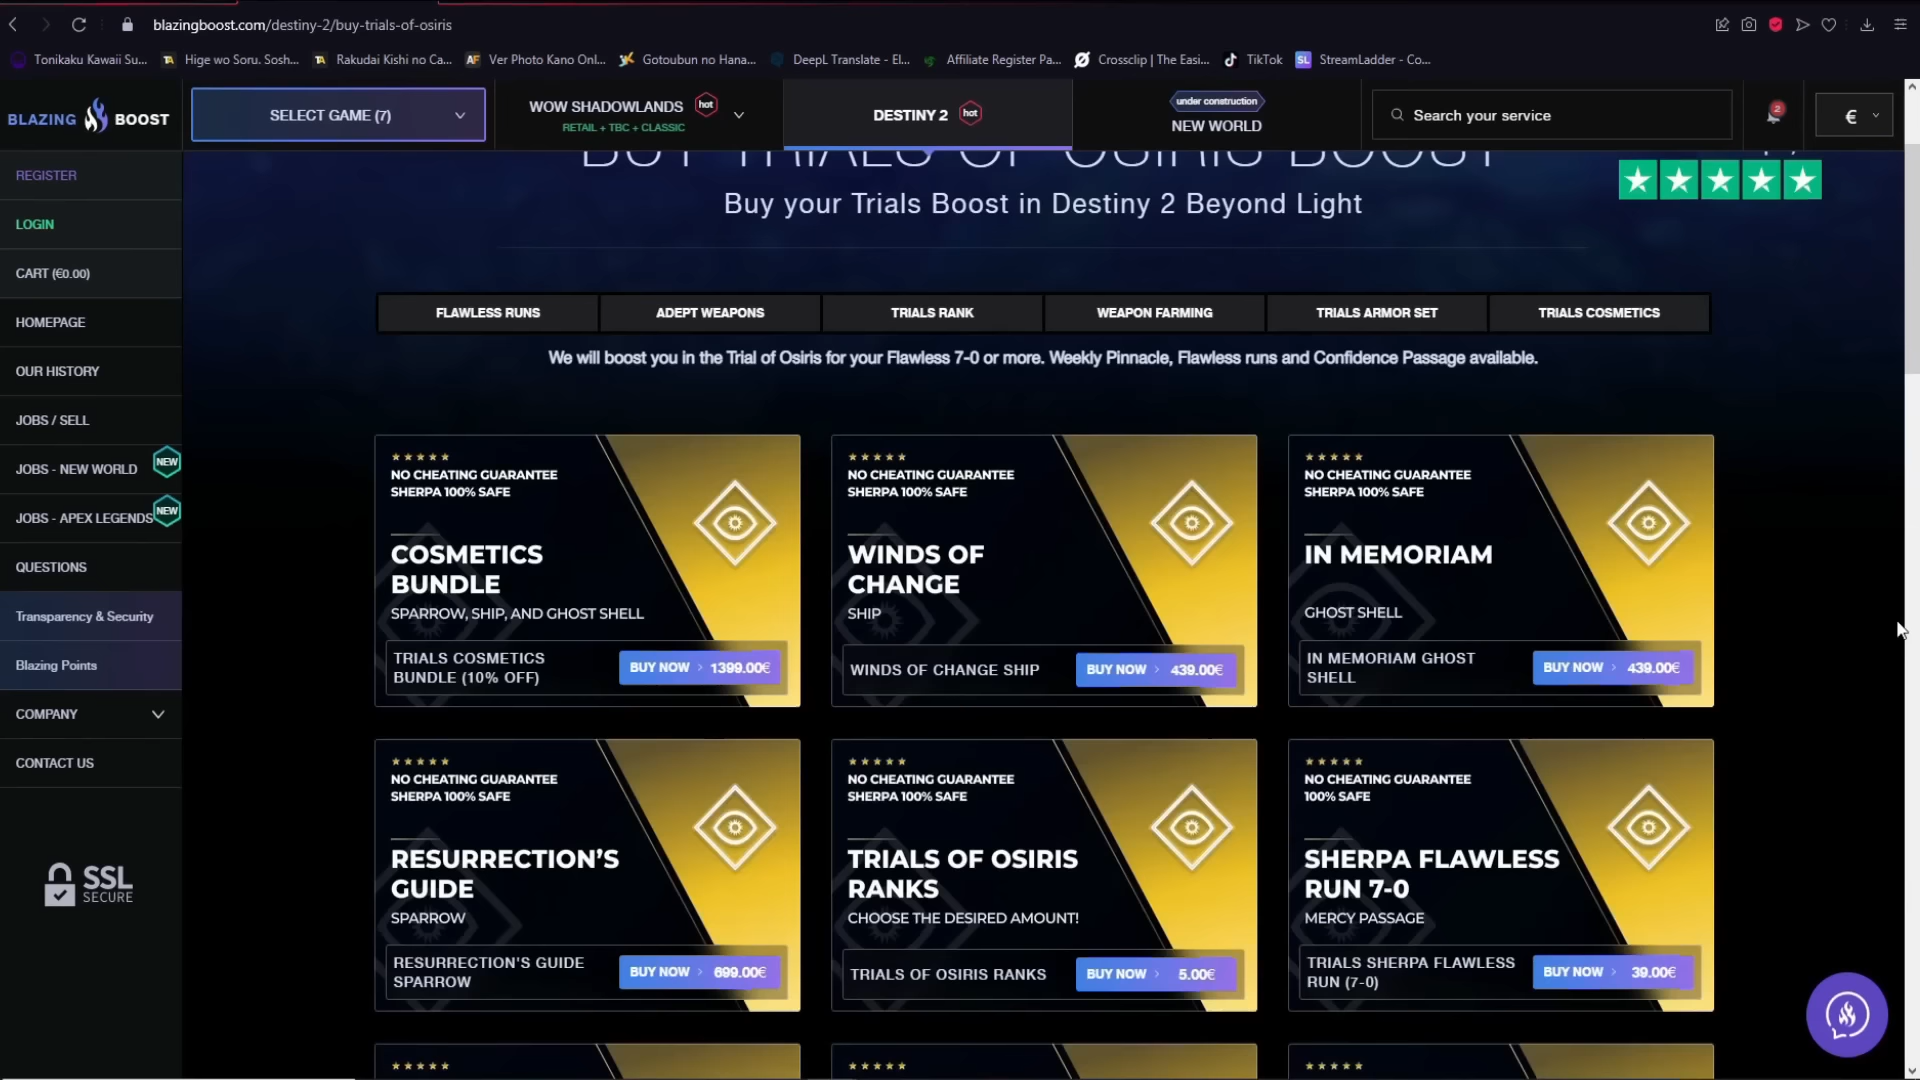 blazingboost.com/destiny-2/buy-trials-of-osiris
Tonikaku Kawaii Su...
Hige wo Soru. Sosh...
Rakudai Kishi no Ca...
Ver Photo Kano Onl...
Gotoubun no Hana...
DeepL Translate - El...
Affiliate Register Pa...
Crossclip | The Easi...
TikTok
StreamLadder - Co...
BLAZING BOOST
SELECT GAME (7)
WOW SHADOWLANDS hot
RETAIL + TBC + CLASSIC
DESTINY 2 hot
under construction
NEW WORLD
Search your service
2
€
REGISTER
LOGIN
CART (€0.00)
HOMEPAGE
OUR HISTORY
JOBS / SELL
JOBS - NEW WORLD NEW
JOBS - APEX LEGENDS NEW
QUESTIONS
Transparency & Security
Blazing Points
COMPANY
CONTACT US
SSL
SECURE
BUY TRIALS OF OSIRIS BOOST
Buy your Trials Boost in Destiny 2 Beyond Light
FLAWLESS RUNS
ADEPT WEAPONS
TRIALS RANK
WEAPON FARMING
TRIALS ARMOR SET
TRIALS COSMETICS
We will boost you in the Trial of Osiris for your Flawless 7-0 or more. Weekly Pinnacle, Flawless runs and Confidence Passage available.
NO CHEATING GUARANTEE
SHERPA 100% SAFE
COSMETICS
BUNDLE
SPARROW, SHIP, AND GHOST SHELL
TRIALS COSMETICS
BUNDLE (10% OFF)
BUY NOW > 1399.00€
NO CHEATING GUARANTEE
SHERPA 100% SAFE
WINDS OF
CHANGE
SHIP
WINDS OF CHANGE SHIP
BUY NOW > 439.00€
NO CHEATING GUARANTEE
SHERPA 100% SAFE
IN MEMORIAM
GHOST SHELL
IN MEMORIAM GHOST
SHELL
BUY NOW > 439.00€
NO CHEATING GUARANTEE
SHERPA 100% SAFE
RESURRECTION'S
GUIDE
SPARROW
RESURRECTION'S GUIDE
SPARROW
BUY NOW > 699.00€
NO CHEATING GUARANTEE
SHERPA 100% SAFE
TRIALS OF OSIRIS
RANKS
CHOOSE THE DESIRED AMOUNT!
TRIALS OF OSIRIS RANKS
BUY NOW > 5.00€
NO CHEATING GUARANTEE
100% SAFE
SHERPA FLAWLESS
RUN 7-0
MERCY PASSAGE
TRIALS SHERPA FLAWLESS
RUN (7-0)
BUY NOW > 39.00€